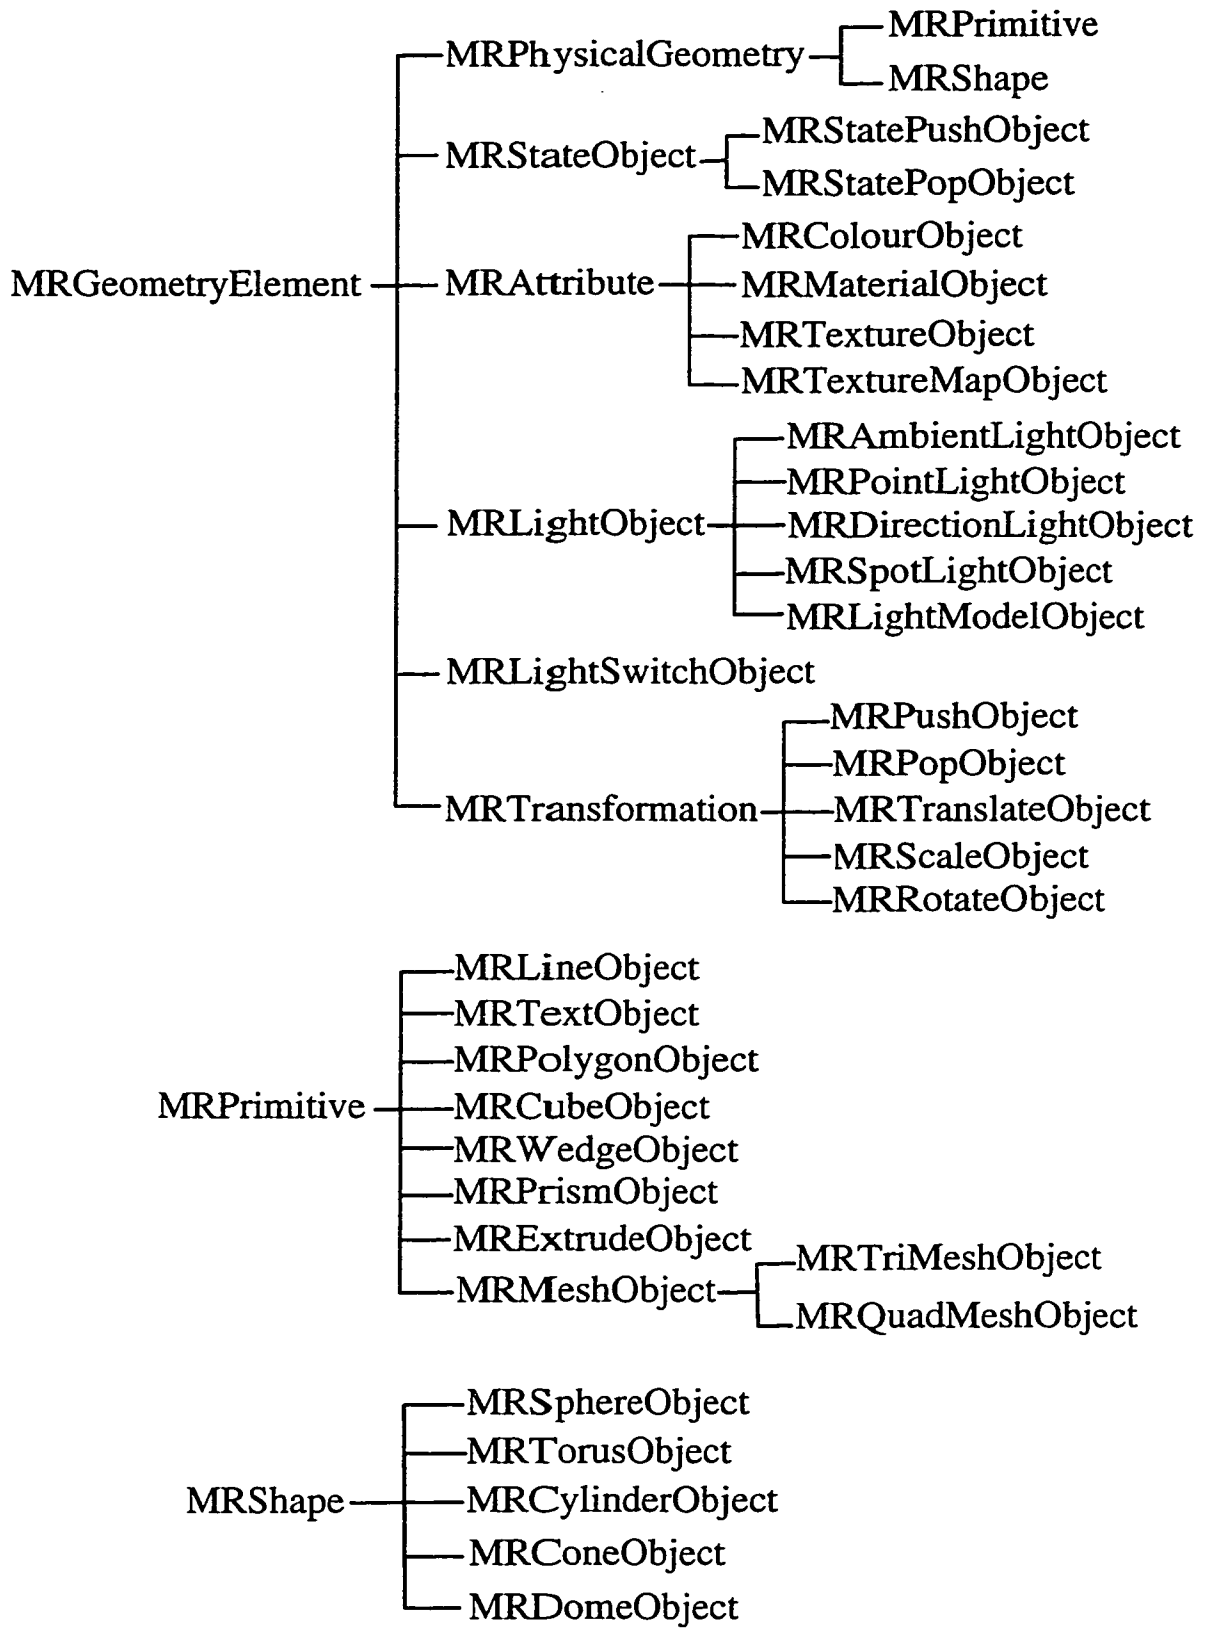 MRPrimitive
MRPhysicalGeometry
MRShape
MRStatePushObject
MRStateObject
MRStatePopObject
MRColourObject
MRGeometryElement
MRAttribute
MRMaterialObject
MRTextureObject
MRTextureMapObject
MRAmbientLightObject
MRPointLightObject
MRLightObject
MRDirectionLightObject
MRSpotLightObject
MRLightModelObject
MRLightSwitchObject
MRPushObject
MRPopObject
MRTransformation
MRTranslateObject
MRScaleObject
MRRotateObject
MRLineObject
MRTextObject
MRPolygonObject
MRPrimitive
MRCubeObject
MRWedgeObject
MRPrismObject
MRExtrudeObject
MRTriMeshObject
MRMeshObject
MRQuadMeshObject
MRSphereObject
MRTorusObject
MRShape
MRCylinderObject
MRConeObject
MRDomeObject